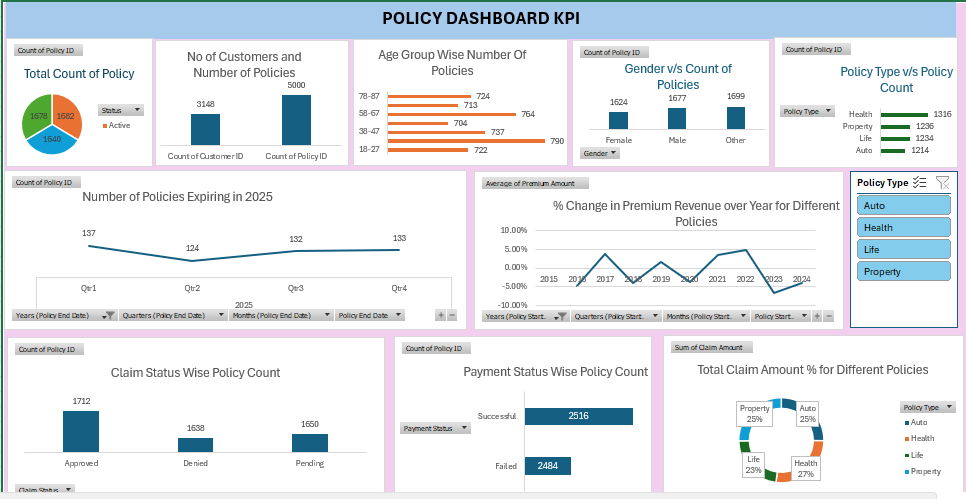 POLICY DASHBOARD KPI
Count of Policy ID
Total Count of Policy
Status
Active
1678
1682
1640
No of Customers and
Number of Policies
3148
5000
Count of Customer ID
Count of Policy ID
Age Group Wise Number Of
Policies
78-87
724
713
58-67
764
704
38-47
737
790
18-27
722
Count of Policy ID
Gender v/s Count of
Policies
1624
1677
1699
Female
Male
Other
Gender
Count of Policy ID
Policy Type v/s Policy
Count
Policy Type
Health
1316
Property
1236
Life
1234
Auto
1214
Count of Policy ID
Number of Policies Expiring in 2025
137
124
132
133
Qtr1
Qtr2
Qtr3
Qtr4
2025
Years (Policy End Date)
Quarters (Policy End Date)
Months (Policy End Date)
Policy End Date
Average of Premium Amount
% Change in Premium Revenue over Year for Different
Policies
10.00%
5.00%
0.00%
-5.00%
-10.00%
2015
2016
2017
2018
2019
2020
2021
2022
2023
2024
Years (Policy Start..
Quarters (Policy Start..
Months (Policy Start..
Policy Start..
Policy Type
Auto
Health
Life
Property
Count of Policy ID
Claim Status Wise Policy Count
1712
1638
1650
Approved
Denied
Pending
Claim Status
Count of Policy ID
Payment Status Wise Policy Count
Payment Status
Successful
2516
Failed
2484
Sum of Claim Amount
Total Claim Amount % for Different Policies
Property
25%
Auto
25%
Life
23%
Health
27%
Policy Type
Auto
Health
Life
Property